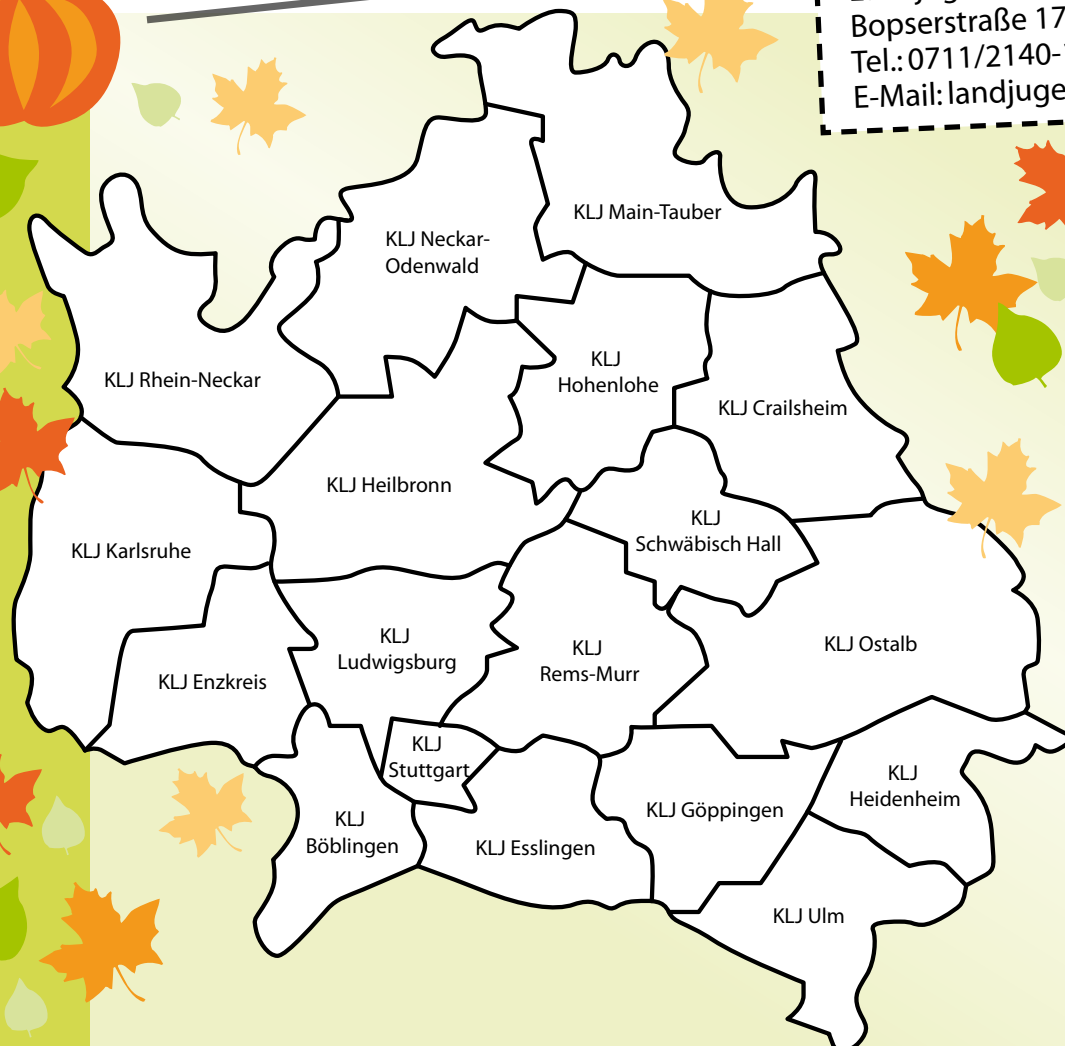 Bopserstraße 17
Tel.: 0711/2140-
E-Mail: landjuge
KLJ Main-Tauber
KLJ Neckar-
Odenwald
KLJ
Hohenlohe
KLJ Rhein-Neckar
KLJ Crailsheim
KLJ Heilbronn
KLJ
Schwäbisch Hall
KLJ Karlsruhe
KLJ
Ludwigsburg
KLJ
Rems-Murr
KLJ Ostalb
KLJ Enzkreis
KLJ
Stuttgart
KLJ
Heidenheim
KLJ Göppingen
KLJ
Böblingen
KLJ Esslingen
KLJ Ulm